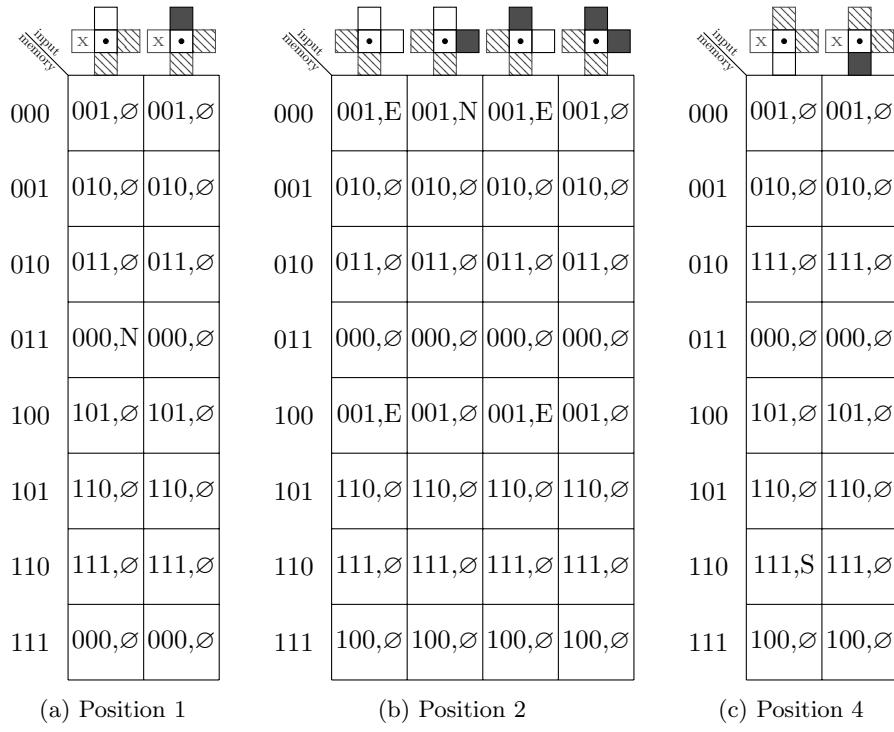 x x x x
input memory input memory input memory
000 001,∅ 001,∅ 000 001,E 001,N 001,E 001,∅ 000 001,∅ 001,∅
001 010,∅ 010,∅ 001 010,∅ 010,∅ 010,∅ 010,∅ 001 010,∅ 010,∅
010 011,∅ 011,∅ 010 011,∅ 011,∅ 011,∅ 011,∅ 010 111,∅ 111,∅
011 000,N 000,∅ 011 000,∅ 000,∅ 000,∅ 000,∅ 011 000,∅ 000,∅
100 101,∅ 101,∅ 100 001,E 001,∅ 001,E 001,∅ 100 101,∅ 101,∅
101 110,∅ 110,∅ 101 110,∅ 110,∅ 110,∅ 110,∅ 101 110,∅ 110,∅
110 111,∅ 111,∅ 110 111,∅ 111,∅ 111,∅ 111,∅ 110 111,S 111,∅
111 000,∅ 000,∅ 111 100,∅ 100,∅ 100,∅ 100,∅ 111 100,∅ 100,∅
(a) Position 1 (b) Position 2 (c) Position 4